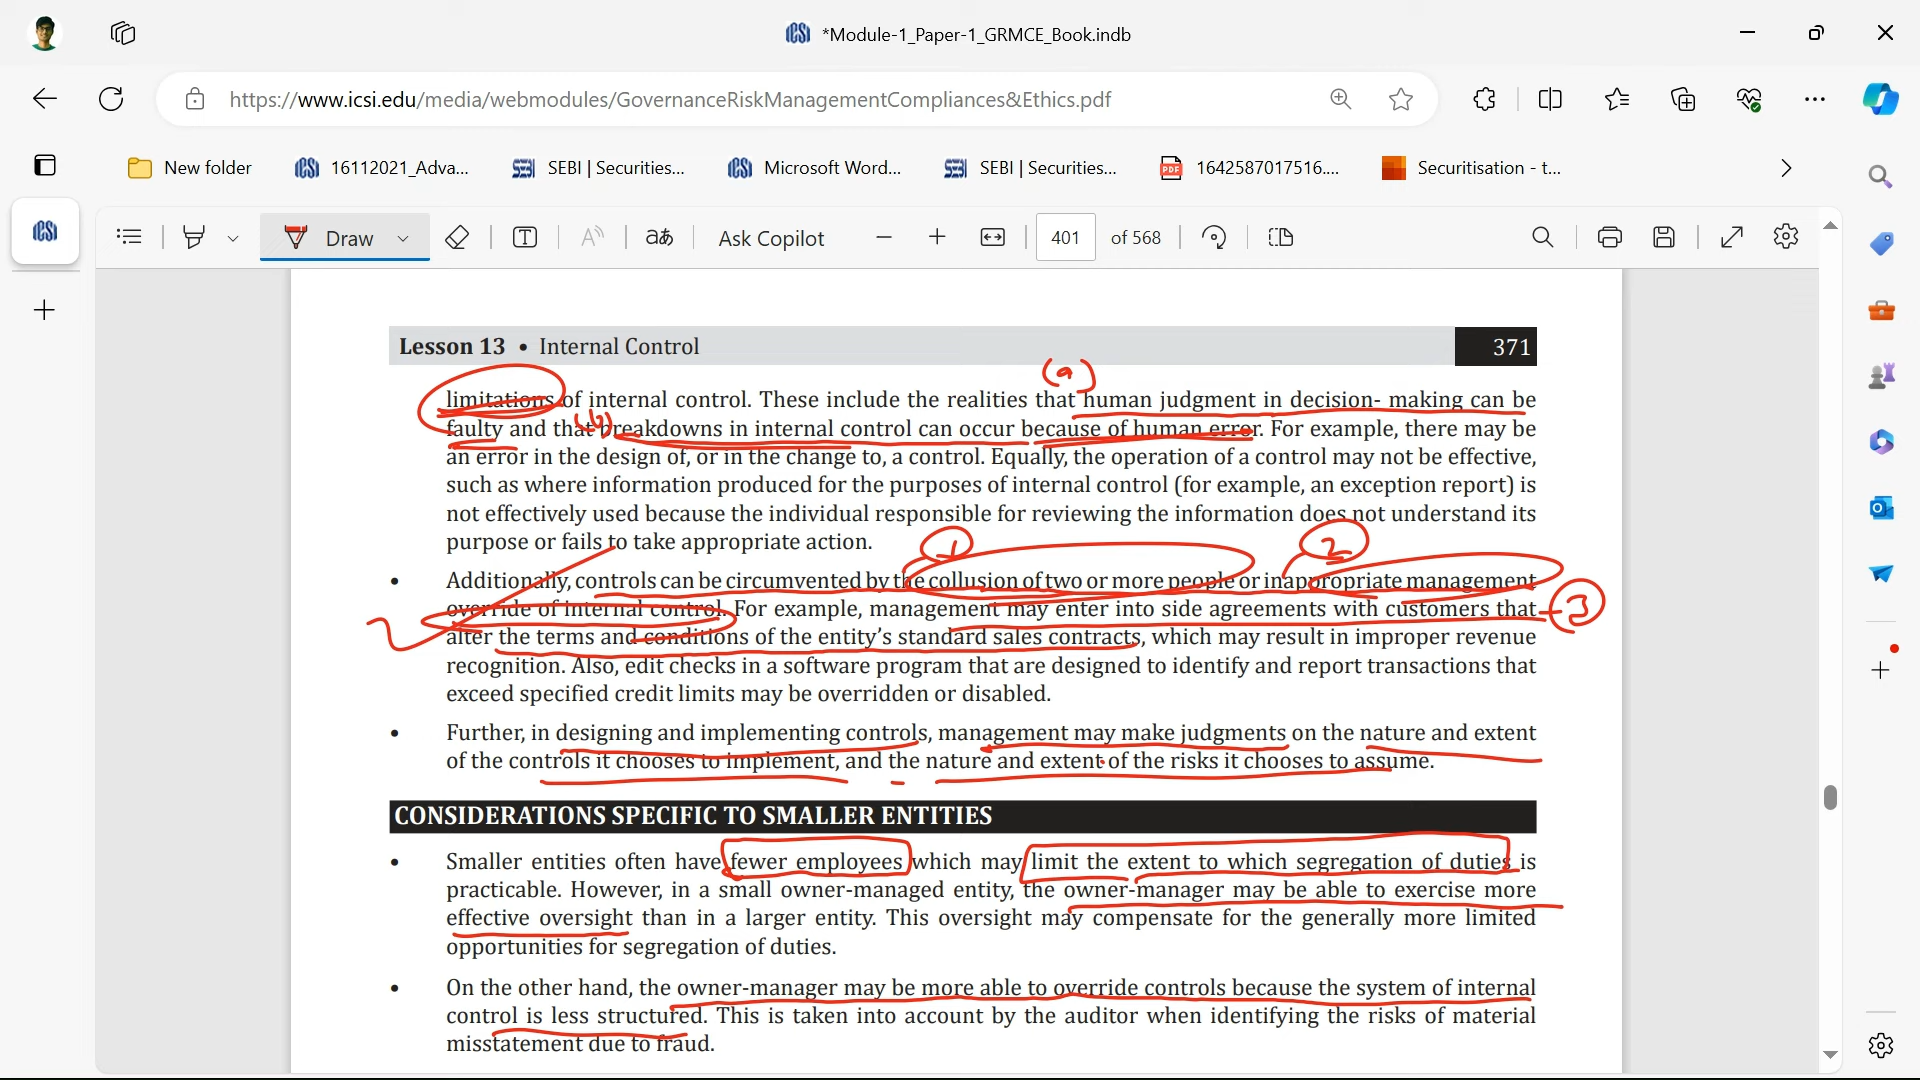 *Module-1_Paper-1_GRMCE_Book.indb
https://www.icsi.edu/media/webmodules/GovernanceRiskManagementCompliances&Ethics.pdf
New folder
16112021_Adva...
SEBI | Securities...
Microsoft Word...
SEBI | Securities...
1642587017516....
Securitisation - t...
Draw
Ask Copilot
401 of 568
Lesson 13 • Internal Control 371
(a)
limitations of internal control. These include the realities that human judgment in decision- making can be
(b)
faulty and that breakdowns in internal control can occur because of human error. For example, there may be
an error in the design of, or in the change to, a control. Equally, the operation of a control may not be effective,
such as where information produced for the purposes of internal control (for example, an exception report) is
not effectively used because the individual responsible for reviewing the information does not understand its
purpose or fails to take appropriate action.
1 2
• Additionally, controls can be circumvented by the collusion of two or more people or inappropriate management
override of internal control. For example, management may enter into side agreements with customers that
3
alter the terms and conditions of the entity's standard sales contracts, which may result in improper revenue
recognition. Also, edit checks in a software program that are designed to identify and report transactions that
exceed specified credit limits may be overridden or disabled.
• Further, in designing and implementing controls, management may make judgments on the nature and extent
of the controls it chooses to implement, and the nature and extent of the risks it chooses to assume.
CONSIDERATIONS SPECIFIC TO SMALLER ENTITIES
• Smaller entities often have fewer employees which may limit the extent to which segregation of duties is
practicable. However, in a small owner-managed entity, the owner-manager may be able to exercise more
effective oversight than in a larger entity. This oversight may compensate for the generally more limited
opportunities for segregation of duties.
• On the other hand, the owner-manager may be more able to override controls because the system of internal
control is less structured. This is taken into account by the auditor when identifying the risks of material
misstatement due to fraud.